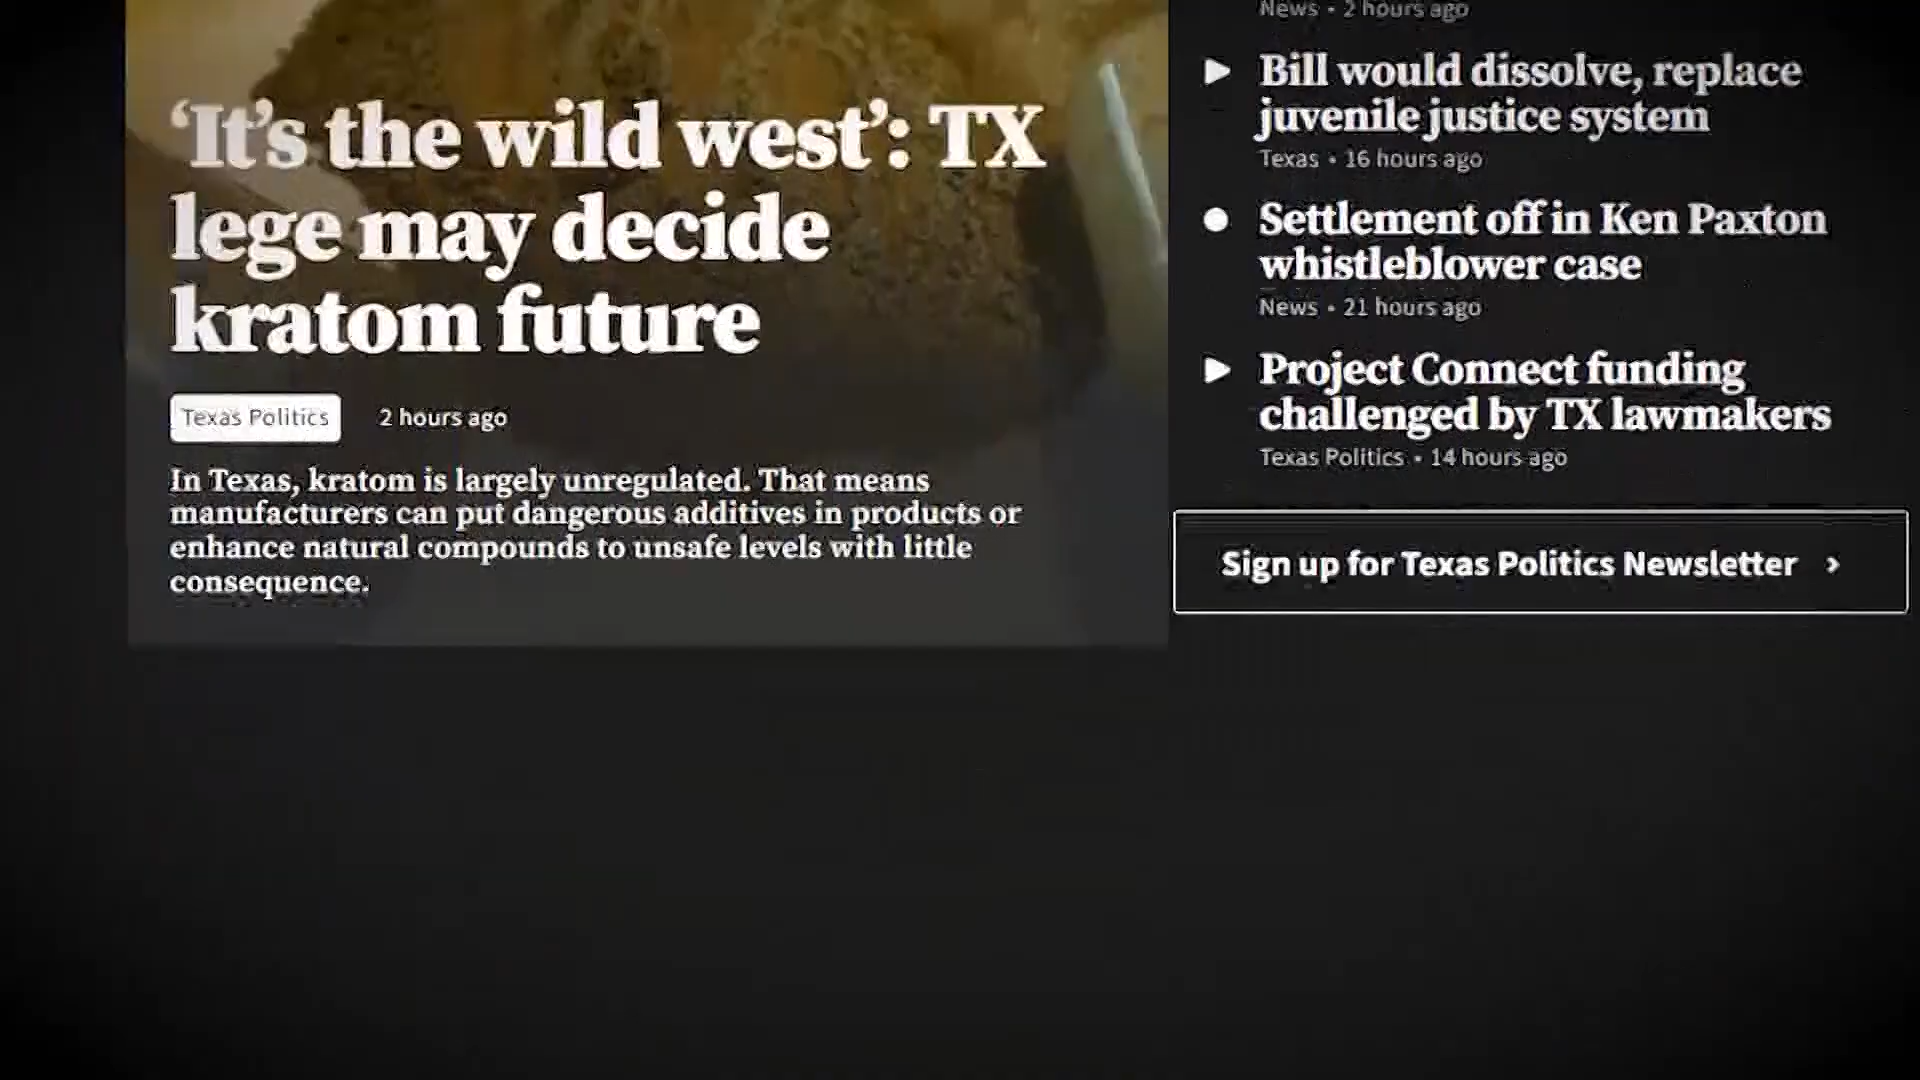 ‘It’s the wild west’: TX
lege may decide
kratom future
Texas Politics
2 hours ago
In Texas, kratom is largely unregulated. That means
manufacturers can put dangerous additives in products or
enhance natural compounds to unsafe levels with little
consequence.
News • 2 hours ago
Bill would dissolve, replace
juvenile justice system
Texas • 16 hours ago
Settlement off in Ken Paxton
whistleblower case
News • 21 hours ago
Project Connect funding
challenged by TX lawmakers
Texas Politics • 14 hours ago
Sign up for Texas Politics Newsletter ›